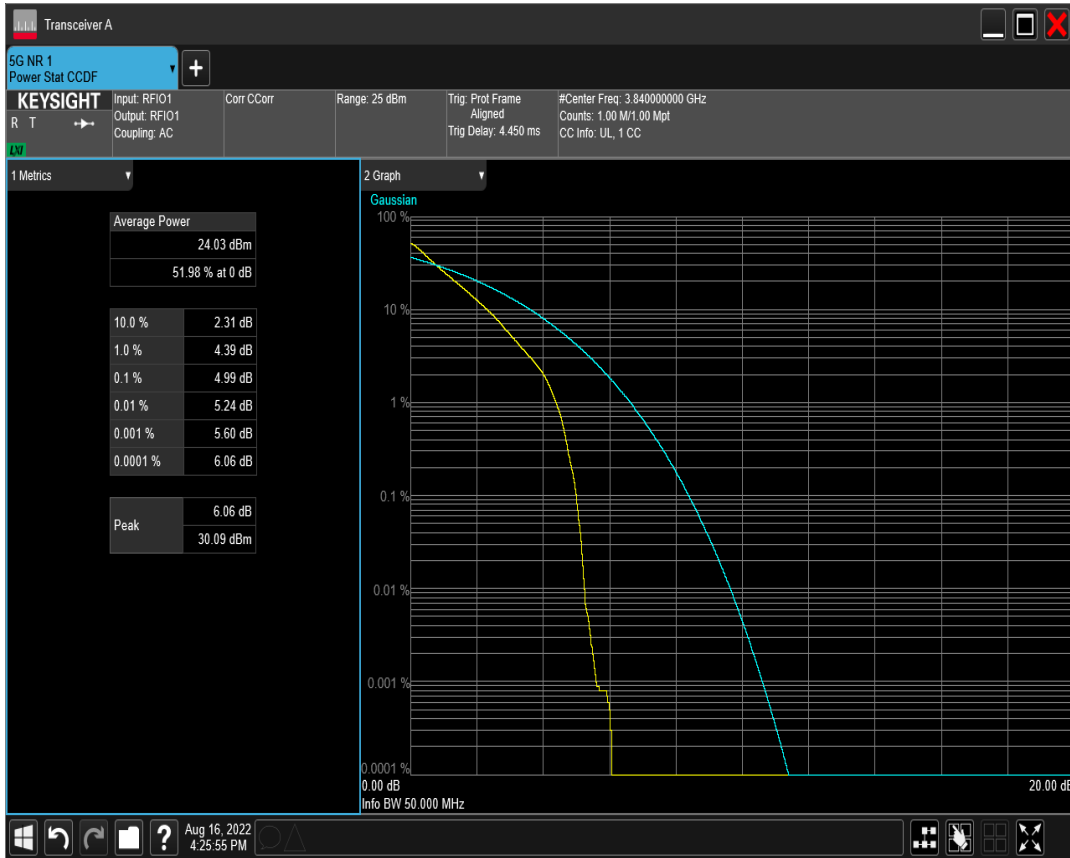 Transceiver A
5G NR 1
Power Stat CCDF
KEYSIGHT
R T
LXI
Input: RFIO1
Output: RFIO1
Coupling: AC
Corr CCorr
Range: 25 dBm
Trig: Prot Frame
Aligned
Trig Delay: 4.450 ms
#Center Freq: 3.840000000 GHz
Counts: 1.00 M/1.00 Mpt
CC Info: UL, 1 CC
1 Metrics
Average Power
24.03 dBm
51.98 % at 0 dB
10.0 % 2.31 dB
1.0 % 4.39 dB
0.1 % 4.99 dB
0.01 % 5.24 dB
0.001 % 5.60 dB
0.0001 % 6.06 dB
Peak 6.06 dB
30.09 dBm
2 Graph
Gaussian
100 %
10 %
1 %
0.1 %
0.01 %
0.001 %
0.0001 %
0.00 dB 20.00 dB
Info BW 50.000 MHz
? Aug 16, 2022
4:25:55 PM